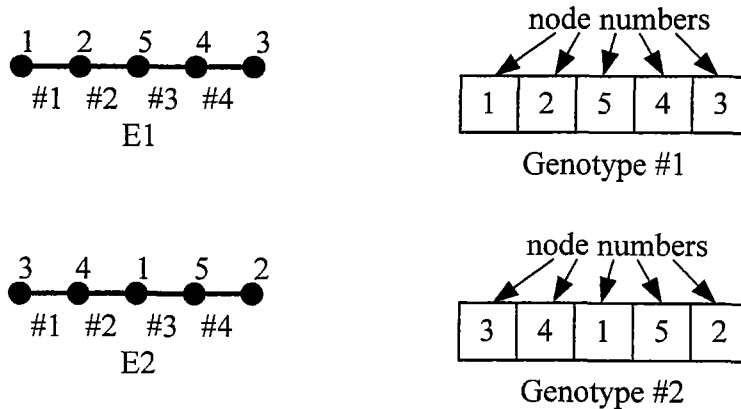 node numbers
1 2 5 4 3
#1 #2 #3 #4
E1
1 2 5 4 3
Genotype #1
node numbers
3 4 1 5 2
#1 #2 #3 #4
E2
3 4 1 5 2
Genotype #2